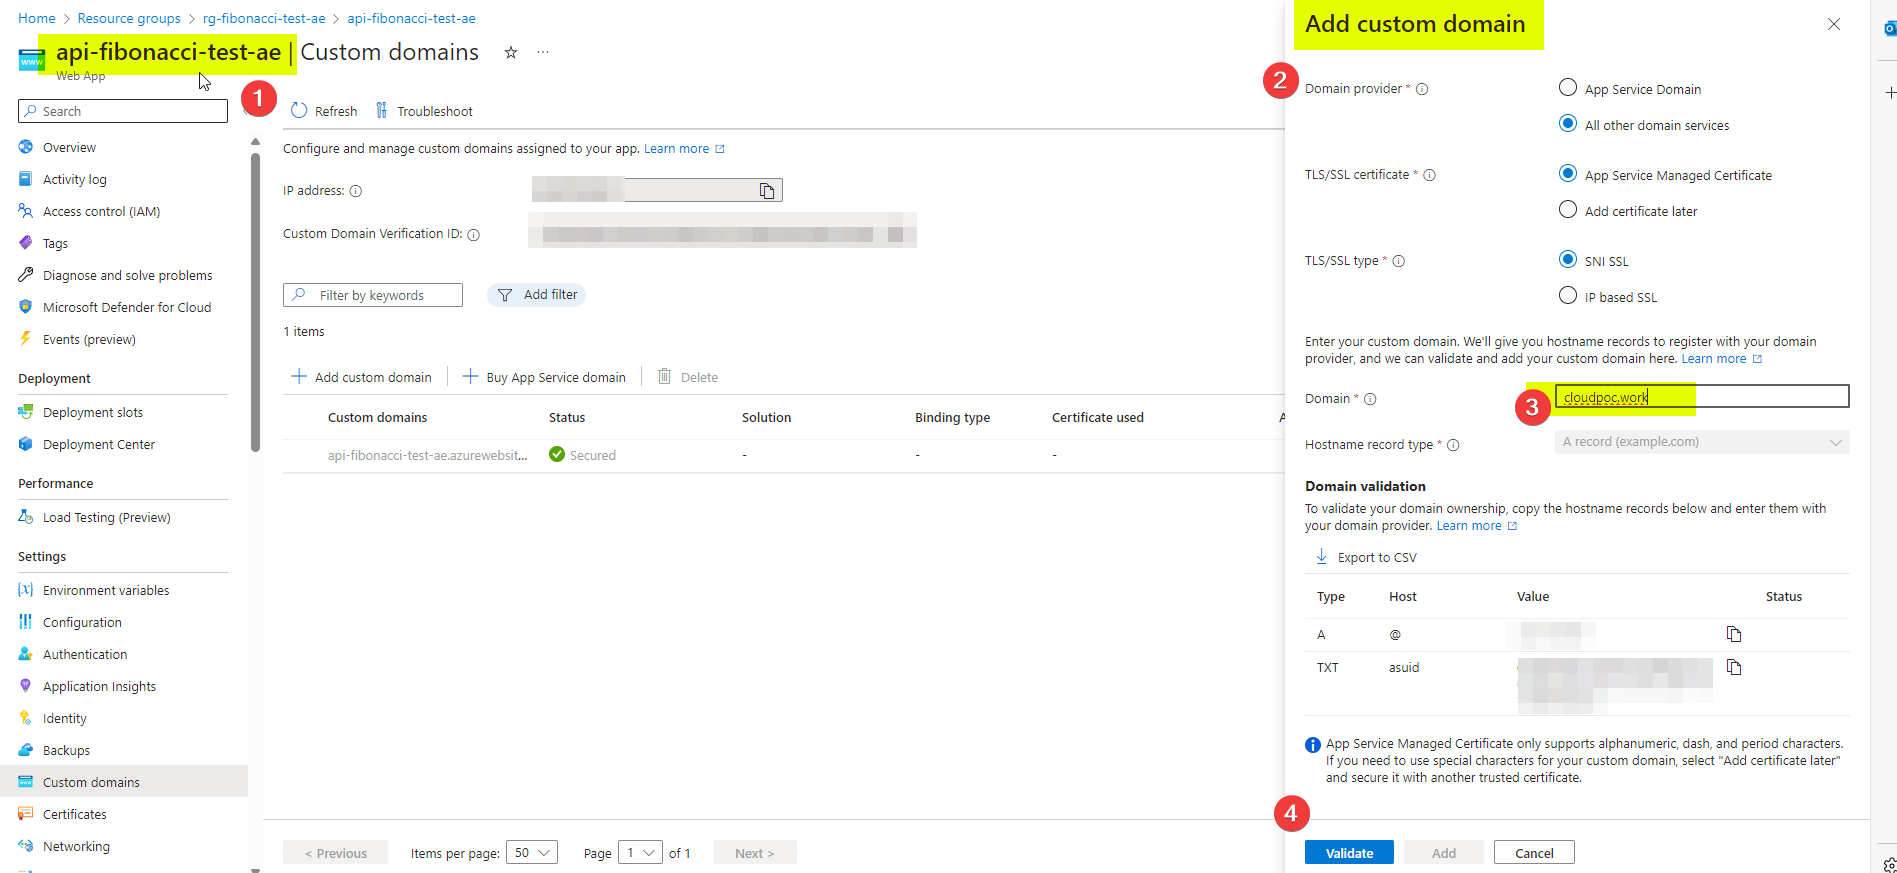 Home > Resource groups > rg-fibonacci-test-ae > api-fibonacci-test-ae
api-fibonacci-test-ae | Custom domains
Web App
Search
Overview
Activity log
Access control (IAM)
Tags
Diagnose and solve problems
Microsoft Defender for Cloud
Events (preview)
Deployment
Deployment slots
Deployment Center
Performance
Load Testing (Preview)
Settings
Environment variables
Configuration
Authentication
Application Insights
Identity
Backups
Custom domains
Certificates
Networking
1
Refresh
Troubleshoot
Configure and manage custom domains assigned to your app. Learn more
IP address:
Custom Domain Verification ID:
Filter by keywords
Add filter
1 items
Add custom domain
Buy App Service domain
Delete
Custom domains Status Solution Binding type Certificate used A
api-fibonacci-test-ae.azurewebsit... Secured - - -
< Previous Items per page: 50 Page 1 of 1 Next >
Add custom domain
2
Domain provider *
App Service Domain
All other domain services
TLS/SSL certificate *
App Service Managed Certificate
Add certificate later
TLS/SSL type *
SNI SSL
IP based SSL
Enter your custom domain. We'll give you hostname records to register with your domain
provider, and we can validate and add your custom domain here. Learn more
Domain *
3
cloudpoc.work
Hostname record type *
A record (example.com)
Domain validation
To validate your domain ownership, copy the hostname records below and enter them with
your domain provider. Learn more
Export to CSV
Type Host Value Status
A @
TXT asuid
App Service Managed Certificate only supports alphanumeric, dash, and period characters.
If you need to use special characters for your custom domain, select "Add certificate later"
and secure it with another trusted certificate.
4
Validate
Add
Cancel